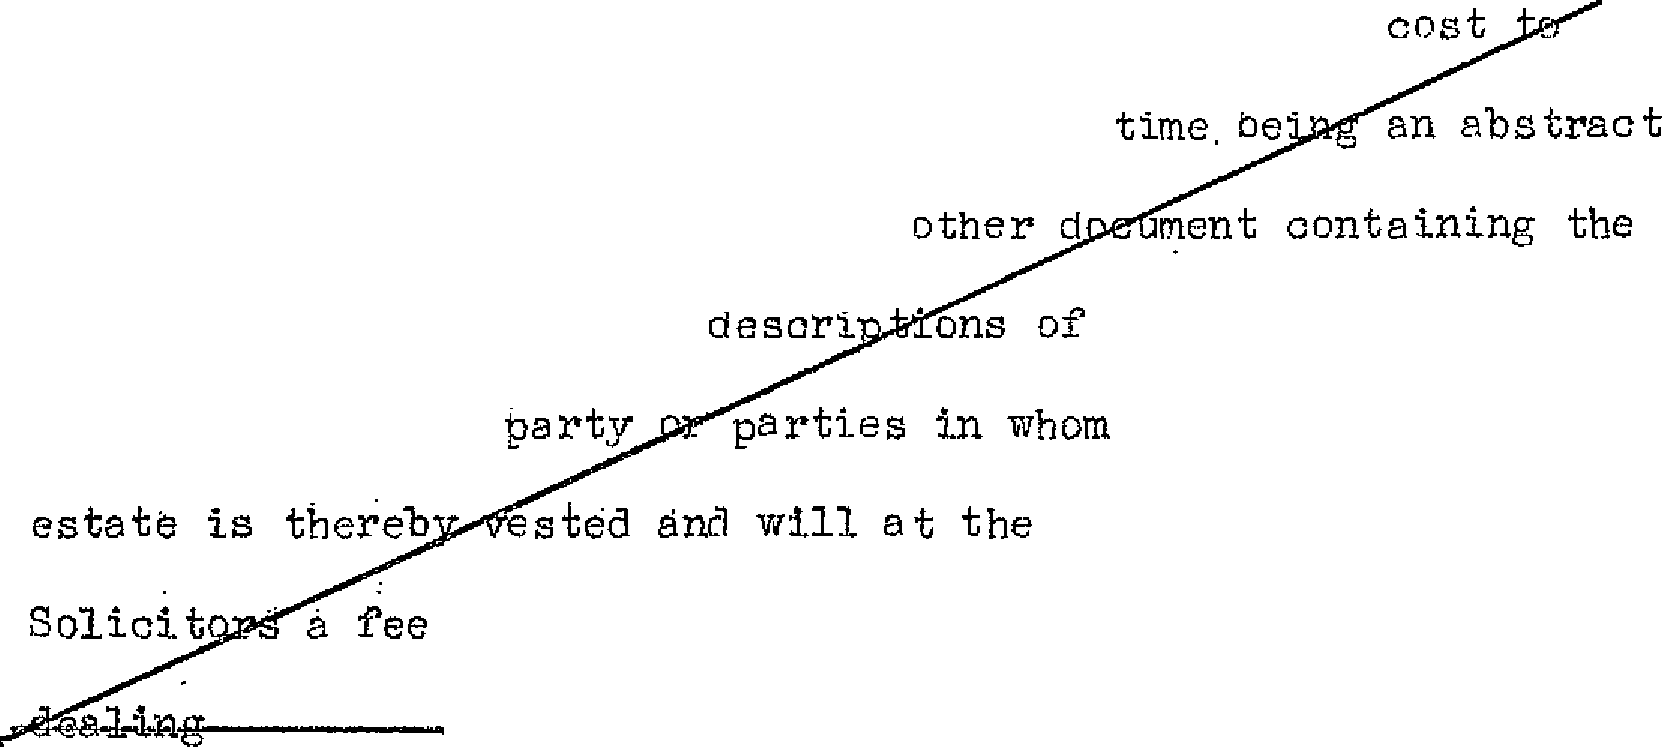 cost to
time being an abstract
other document containing the
descriptions of
party or parties in whom
estate is thereby vested and will at the
Solicitors a fee
dealing